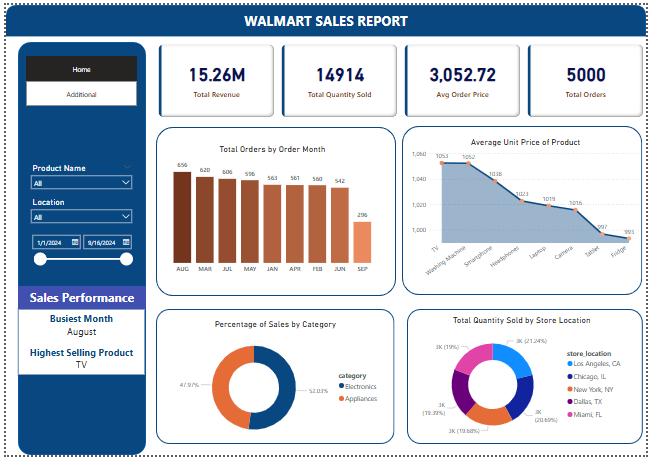 WALMART SALES REPORT
Home
Additional
Product Name
All
Location
All
1/1/2024
9/16/2024
Sales Performance
Busiest Month
August
Highest Selling Product
TV
15.26M
Total Revenue
14914
Total Quantity Sold
3,052.72
Avg Order Price
5000
Total Orders
Total Orders by Order Month
656
620
606
596
563
561
560
542
296
AUG MAR JUL MAY JAN APR FEB JUN SEP
Average Unit Price of Product
1,060
1,040
1,020
1,000
1053
1052
1038
1023
1019
1016
997
993
TV
Washing Machine
Smartphone
Headphones
Laptop
Camera
Tablet
Fridge
Percentage of Sales by Category
47.97%
52.03%
category
Electronics
Appliances
Total Quantity Sold by Store Location
3K (21.24%)
3K (19%)
3K
(19.39%)
3K (19.68%)
3K
(20.69%)
store_location
Los Angeles, CA
Chicago, IL
New York, NY
Dallas, TX
Miami, FL